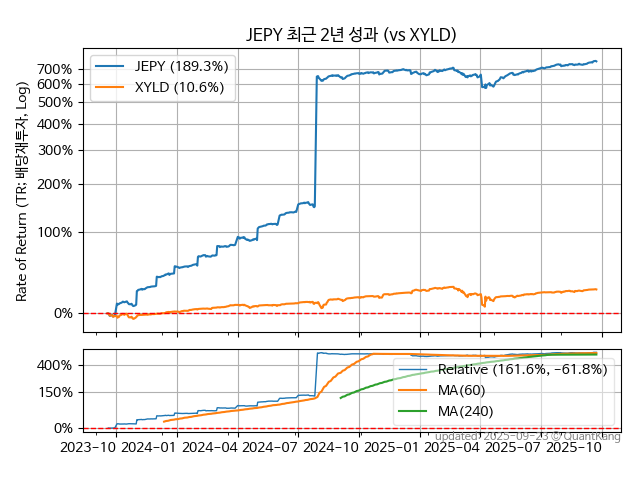 JEPY 최근 2년 성과 (vs XYLD)
Rate of Return (TR; 배당재투자, Log)
700%
600%
500%
400%
300%
200%
100%
0%
JEPY (189.3%)
XYLD (10.6%)
400%
150%
0%
Relative (161.6%, -61.8%)
MA(60)
MA(240)
updated: 2025-09-23 © QuantKang
2023-10 2024-01 2024-04 2024-07 2024-10 2025-01 2025-04 2025-07 2025-10